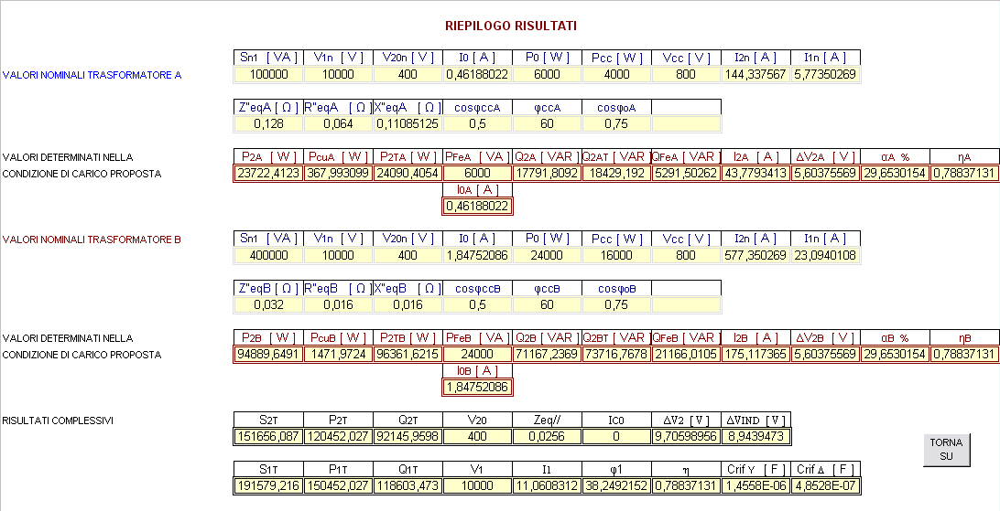 RIEPILOGO RISULTATI
Sn1 [ VA ] V1n [ V ] V20n [ V ] I0 [ A ] P0 [ W ] Pcc [ W ] Vcc [ V ] I2n [ A ] I1n [ A ]
VALORI NOMINALI TRASFORMATORE A 100000 10000 400 0,46188022 6000 4000 800 144,337567 5,77350269
Z"eqA [ Ω ] R"eqA [ Ω ] X"eqA [ Ω ] cosφccA φccA cosφoA
0,128 0,064 0,11085125 0,5 60 0,75
VALORI DETERMINATI NELLA P2A [ W ] PcuA [ W ] P2TA [ W ] PFeA [ VA ] Q2A [ VAR ] Q2AT [ VAR ] QFeA [ VAR ] I2A [ A ] ΔV2A [ V ] αA % ηA
CONDIZIONE DI CARICO PROPOSTA 23722,4123 367,993099 24090,4054 6000 17791,8092 18429,192 5291,50262 43,7793413 5,60375569 29,6530154 0,78837131
I0A [ A ]
0,46188022
Sn1 [ VA ] V1n [ V ] V20n [ V ] I0 [ A ] P0 [ W ] Pcc [ W ] Vcc [ V ] I2n [ A ] I1n [ A ]
VALORI NOMINALI TRASFORMATORE B 400000 10000 400 1,84752086 24000 16000 800 577,350269 23,0940108
Z"eqB [ Ω ] R"eqB [ Ω ] X"eqB [ Ω ] cosφccB φccB cosφoB
0,032 0,016 0,016 0,5 60 0,75
VALORI DETERMINATI NELLA P2B [ W ] PcuB [ W ] P2TB [ W ] PFeB [ VA ] Q2B [ VAR ] Q2BT [ VAR ] QFeB [ VAR ] I2B [ A ] ΔV2B [ V ] αB % ηB
CONDIZIONE DI CARICO PROPOSTA 94889,6491 1471,9724 96361,6215 24000 71167,2369 73716,7678 21166,0105 175,117365 5,60375569 29,6530154 0,78837131
I0B [ A ]
1,84752086
RISULTATI COMPLESSIVI S2T P2T Q2T V20 Zeq// IC0 ΔV2 [ V ] ΔVIND [ V ]
151656,087 120452,027 92145,9598 400 0,0256 0 9,70598956 8,9439473
TORNA SU
S1T P1T Q1T V1 I1 φ1 η Crif Y [ F ] Crif Δ [ F ]
191579,216 150452,027 118603,473 10000 11,0608312 38,2492152 0,78837131 1,4558E-06 4,8528E-07